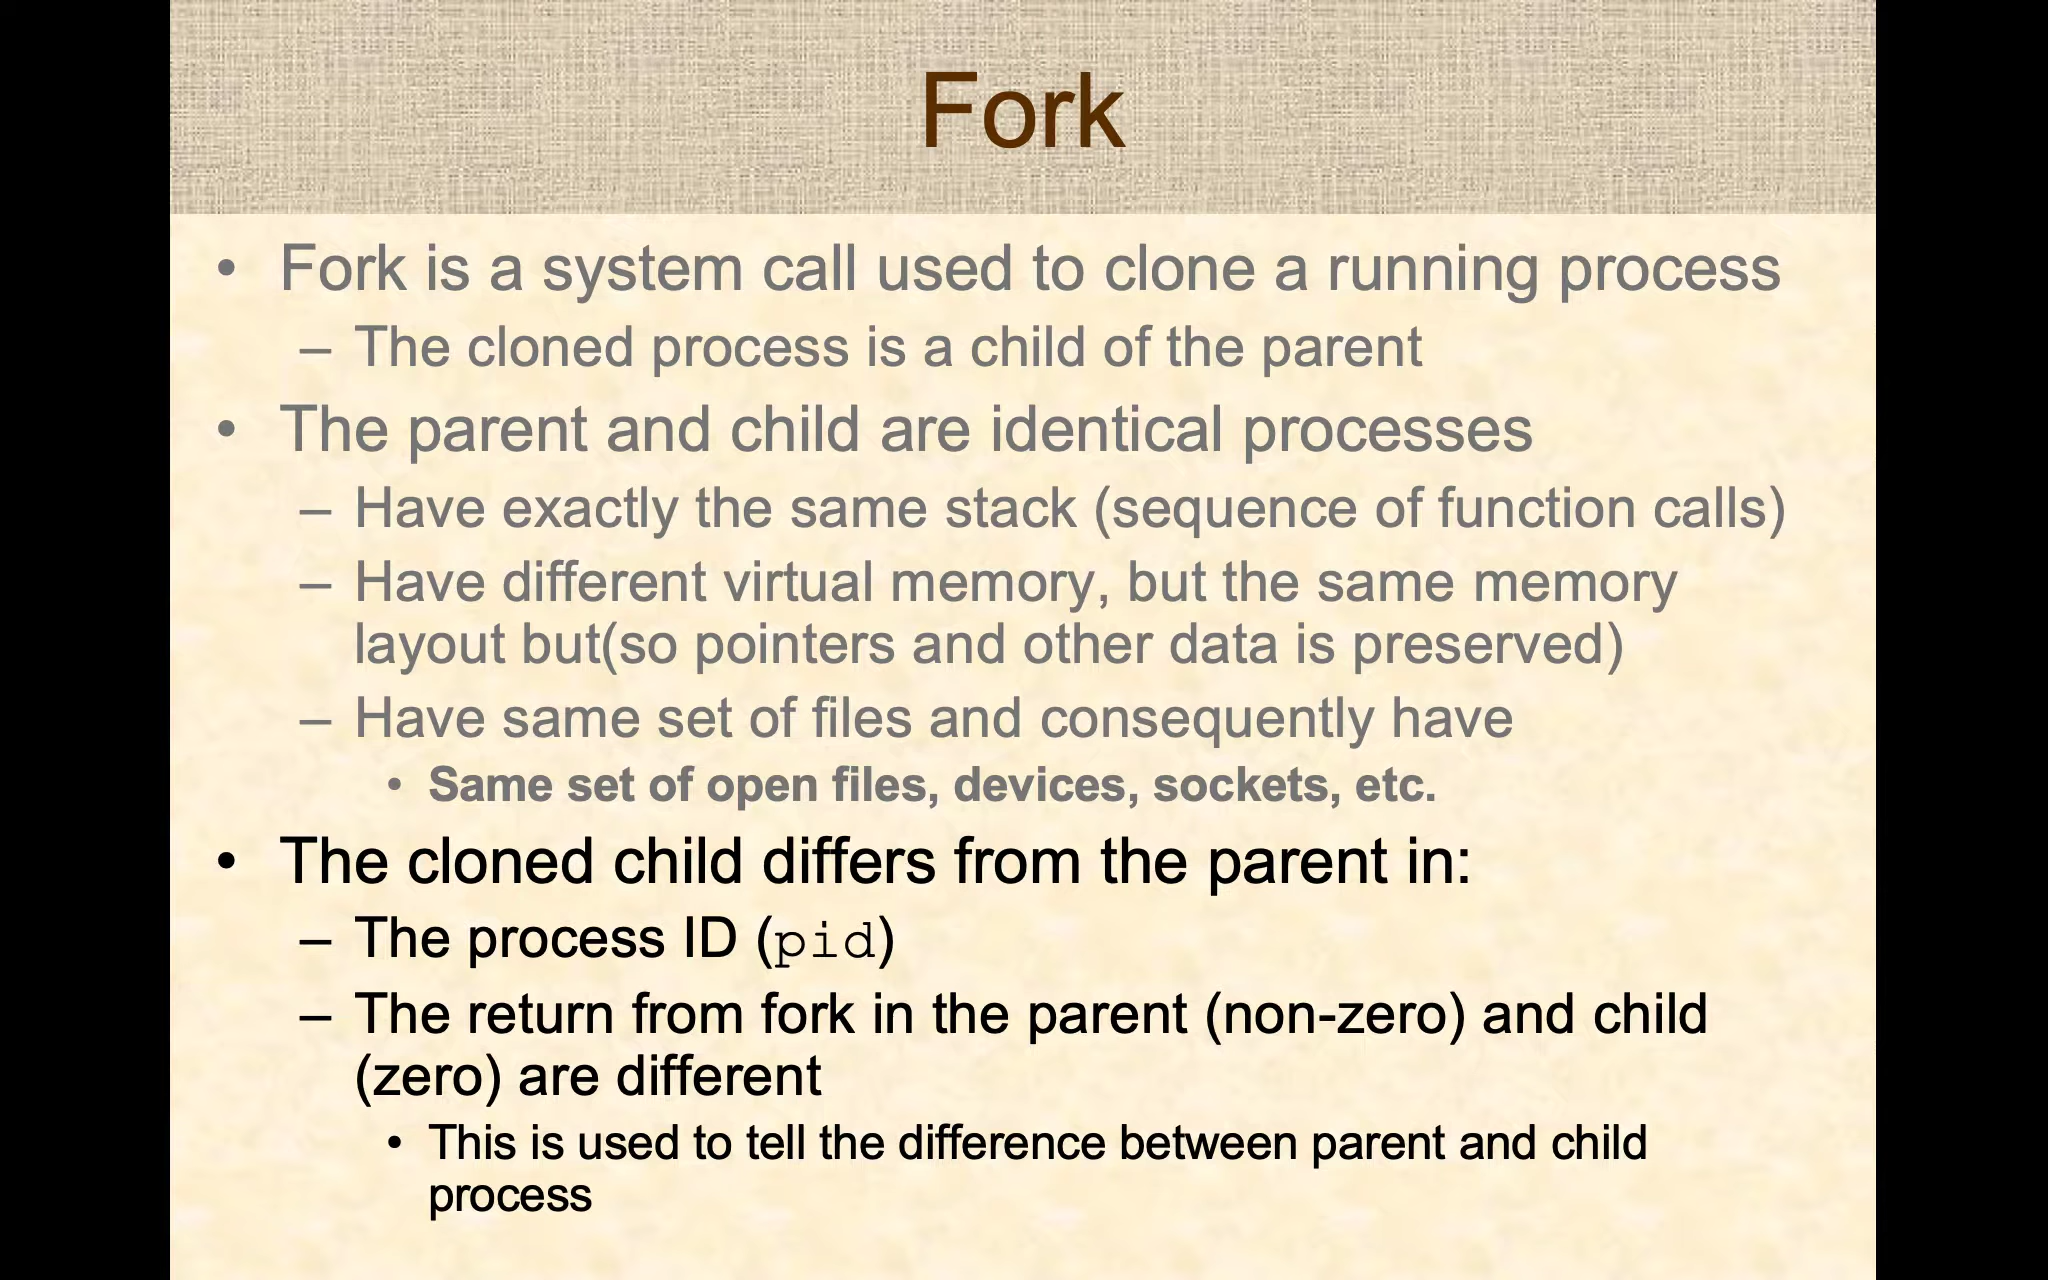 Fork
• Fork is a system call used to clone a running process
– The cloned process is a child of the parent
• The parent and child are identical processes
– Have exactly the same stack (sequence of function calls)
– Have different virtual memory, but the same memory
layout but(so pointers and other data is preserved)
– Have same set of files and consequently have
• Same set of open files, devices, sockets, etc.
• The cloned child differs from the parent in:
– The process ID (pid)
– The return from fork in the parent (non-zero) and child
(zero) are different
• This is used to tell the difference between parent and child
process